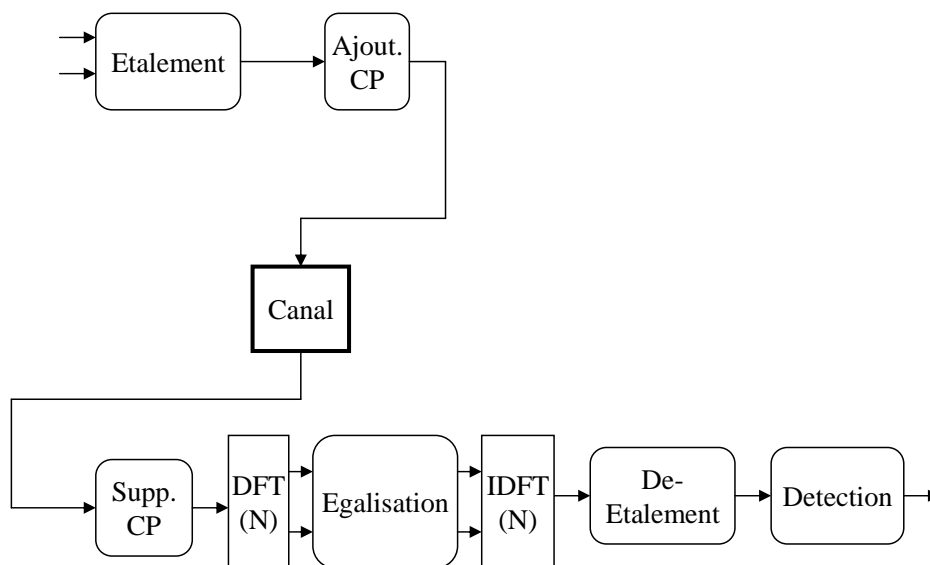 Etalement
Ajout.
CP
Canal
Supp.
CP
DFT
(N)
Egalisation
IDFT
(N)
De-
Etalement
Detection